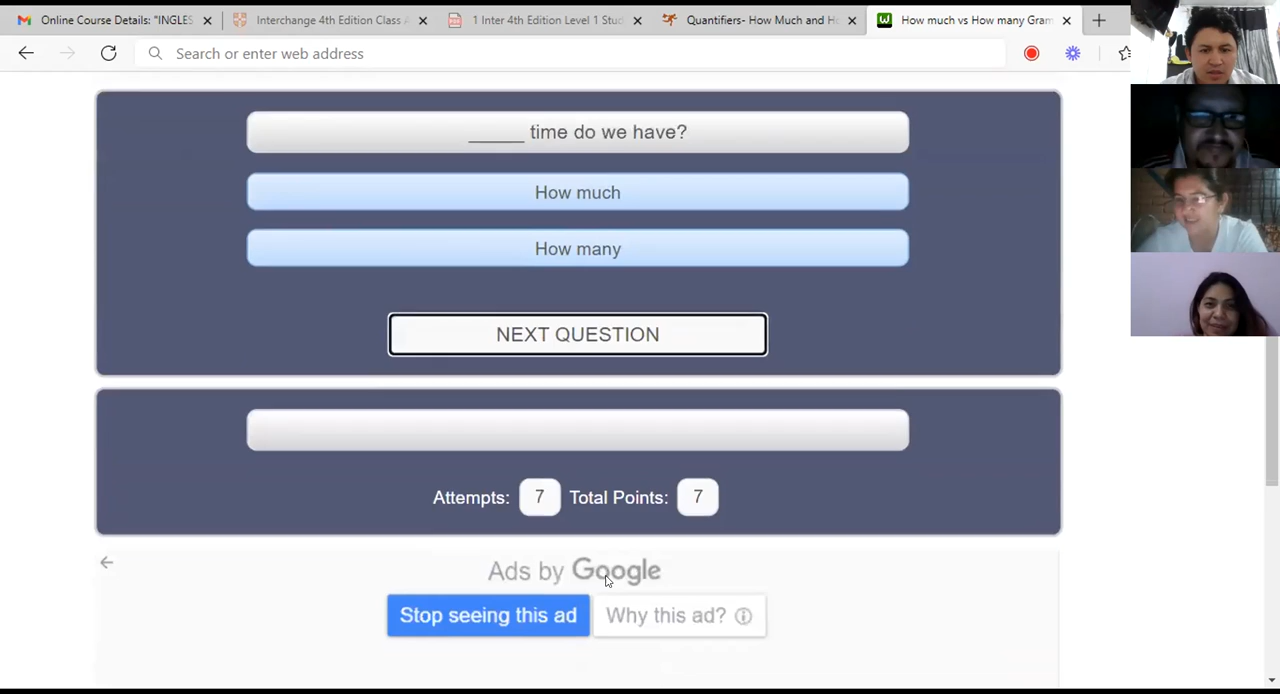 Online Course Details: "INGLES
Interchange 4th Edition Class A
1 Inter 4th Edition Level 1 Stud
Quantifiers- How Much and H
How much vs How many Gram
Search or enter web address
_____ time do we have?
How much
How many
NEXT QUESTION
Attempts: 7 Total Points: 7
Ads by Google
Stop seeing this ad
Why this ad?